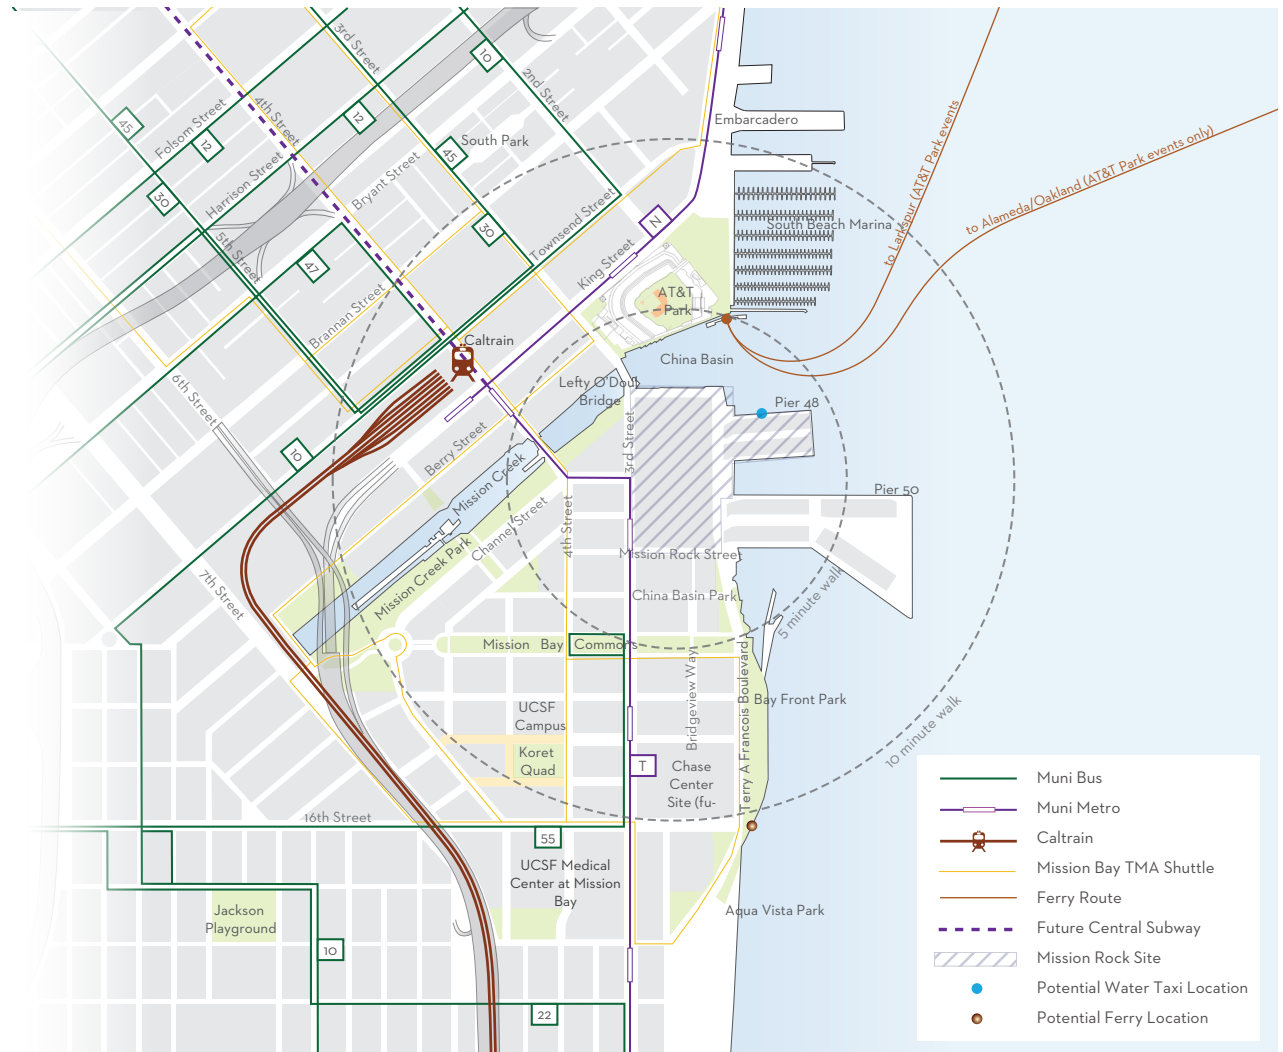 3rd Street
10
2nd Street
45
Folsom Street
12
4th Street
12
Embarcadero
45
South Park
Harrison Street
Bryant Street
30
30
N
5th Street
47
Townsend Street
King Street
South Beach Marina
to Larkspur (AT&T Park events
to Alameda/Oakland (AT&T Park events only)
AT&T
Park
Brannan Street
Caltrain
China Basin
Lefty O'Doul
Bridge
Pier 48
6th Street
10
Berry Street
3rd Street
Mission Creek
Pier 50
Channel Street
4th Street
Mission Rock Street
Mission Creek Park
7th Street
China Basin Park
5 minute walk
Mission Bay Commons
Bridgeview Way
Terry A Francois Boulevard
Bay Front Park
10 minute walk
UCSF
Campus
Koret
Quad
T
Chase
Center
Site (fu-
16th Street
55
UCSF Medical
Center at Mission
Bay
Jackson
Playground
Aqua Vista Park
10
22
Muni Bus
Muni Metro
Caltrain
Mission Bay TMA Shuttle
Ferry Route
Future Central Subway
Mission Rock Site
Potential Water Taxi Location
Potential Ferry Location